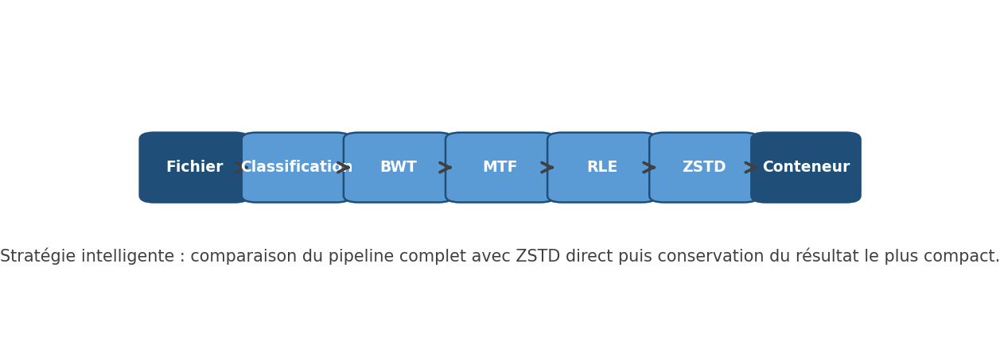 Fichier
Classification
BWT
MTF
RLE
ZSTD
Conteneur
Stratégie intelligente : comparaison du pipeline complet avec ZSTD direct puis conservation du résultat le plus compact.